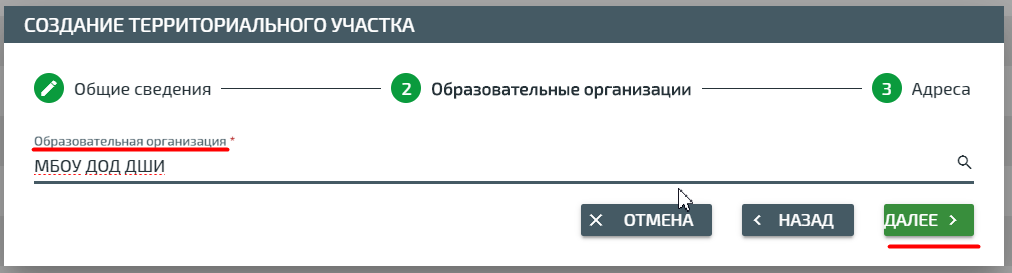 СОЗДАНИЕ ТЕРРИТОРИАЛЬНОГО УЧАСТКА
Общие сведения 2 Образовательные организации 3 Адреса
Образовательная организация *
МБОУ ДОД ДШИ
ОТМЕНА НАЗАД ДАЛЕЕ